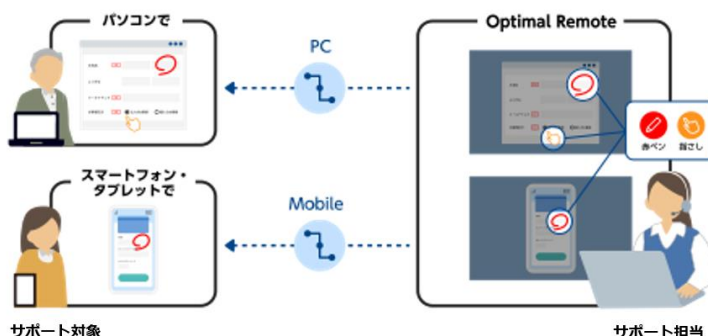 パソコンで
PC
Optimal Remote
赤ペン
指さし
スマートフォン・
タブレットで
Mobile
サポート対象
サポート担当